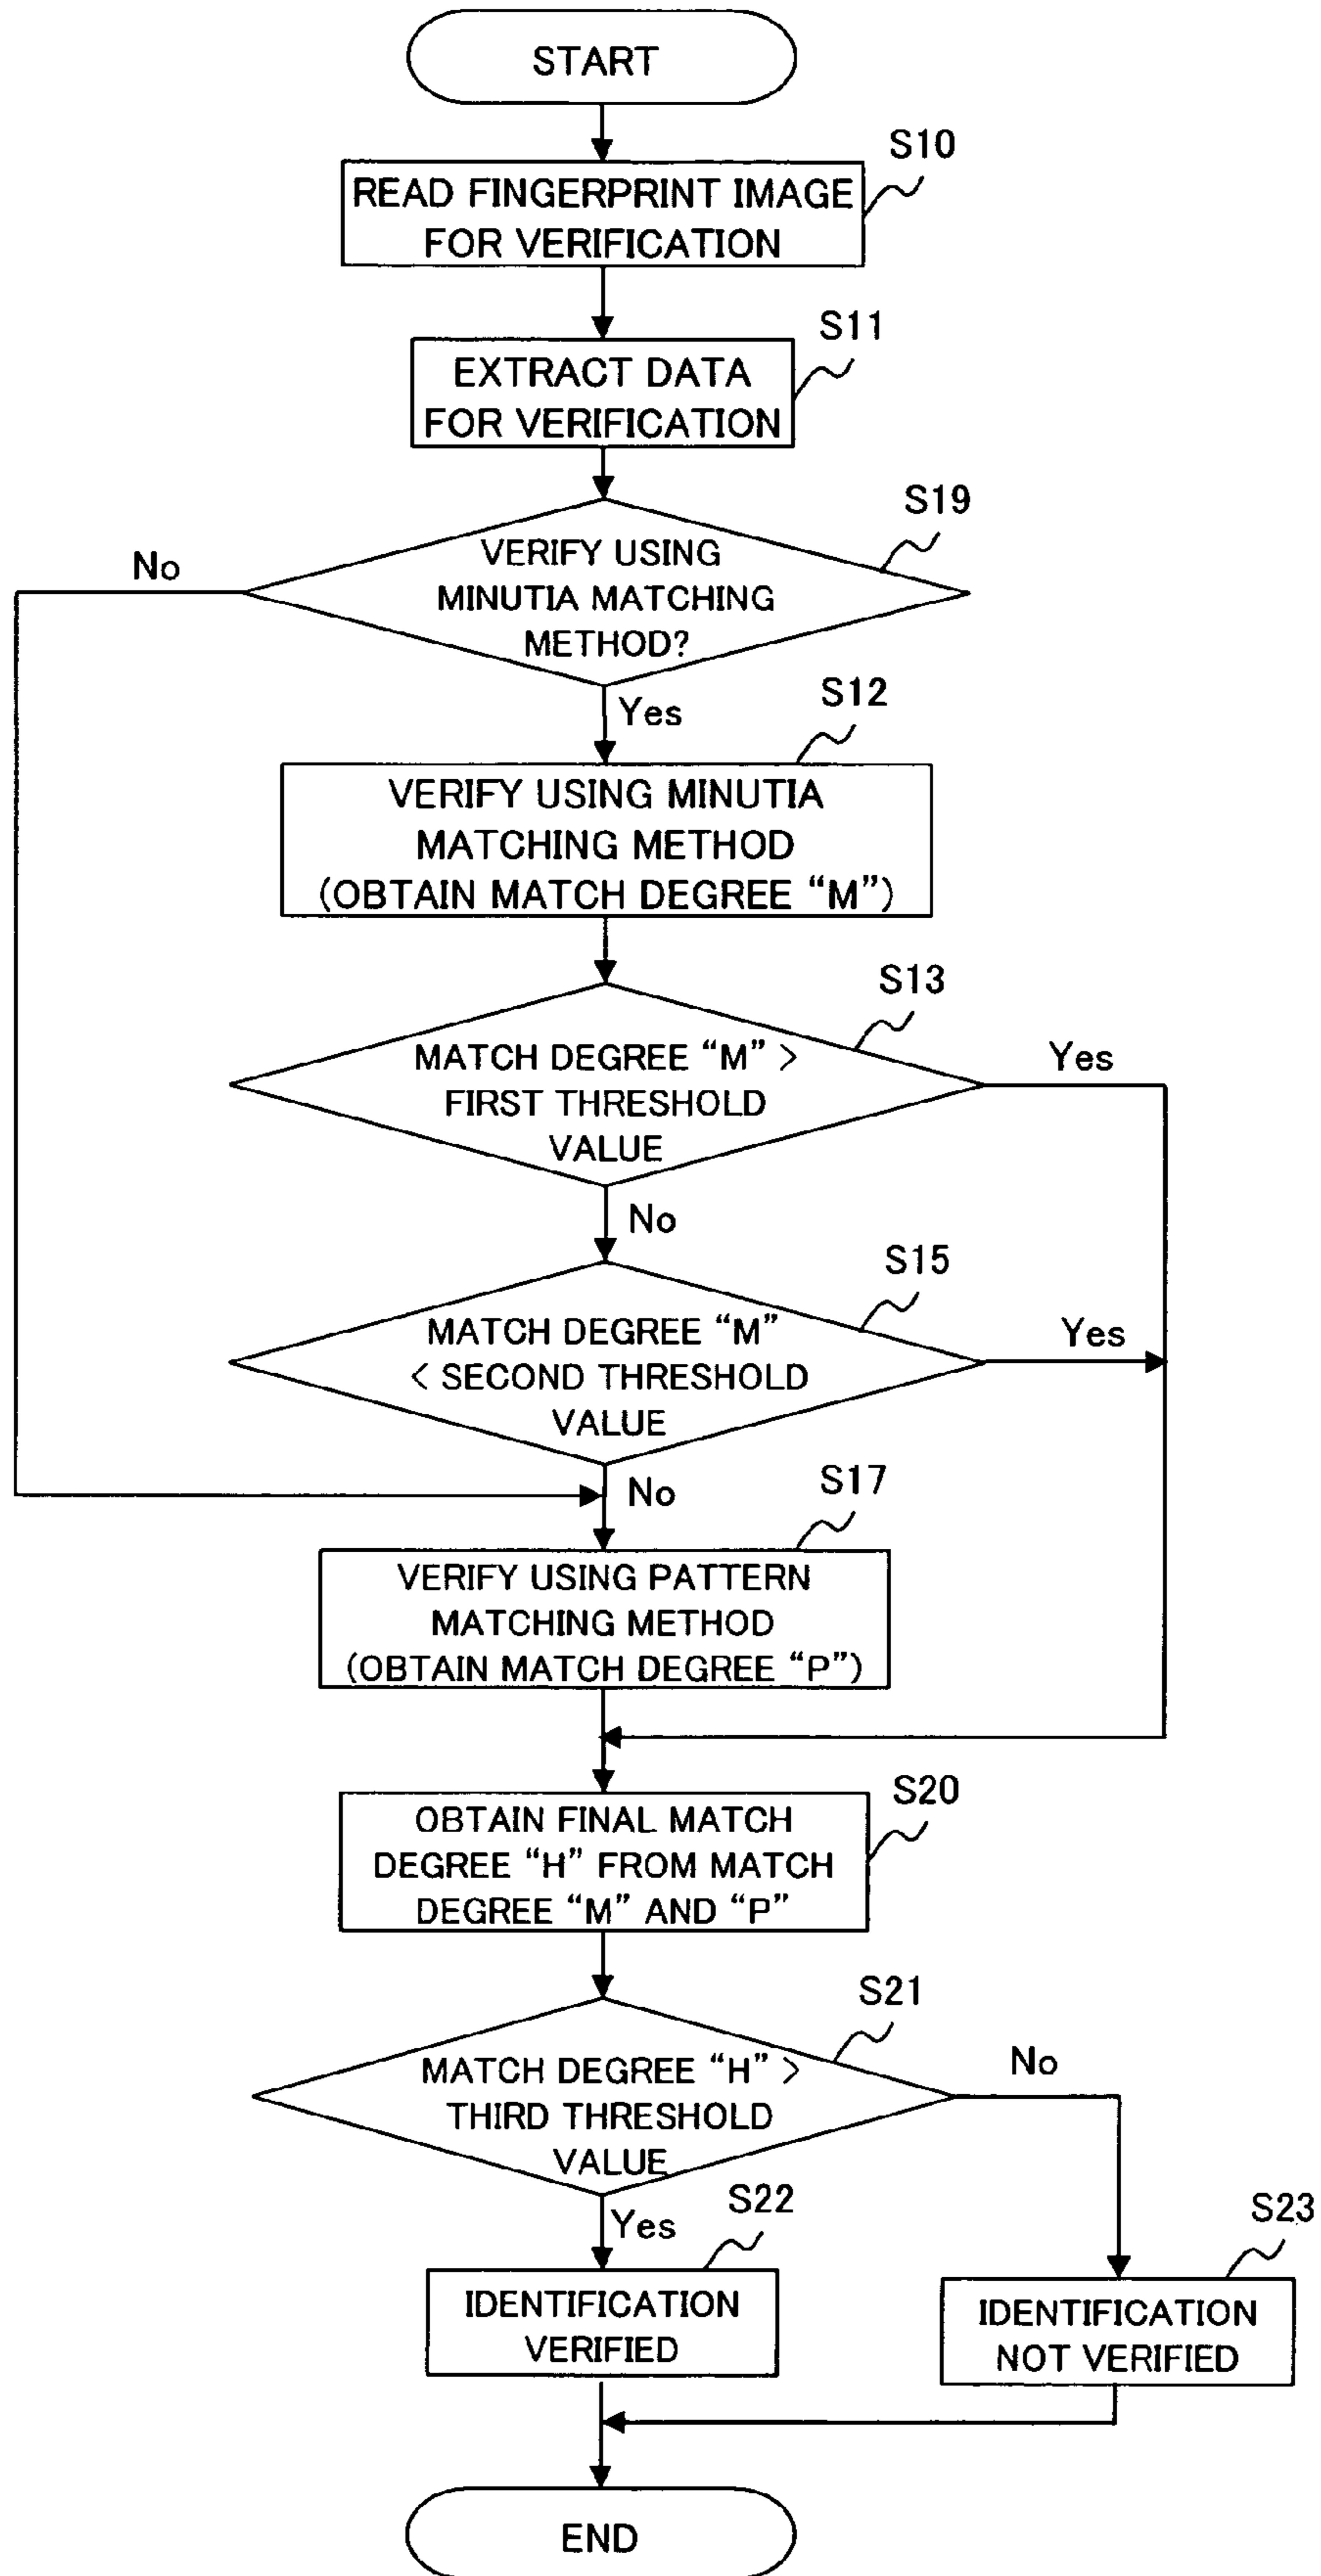 START
S10
READ FINGERPRINT IMAGE
FOR VERIFICATION
S11
EXTRACT DATA
FOR VERIFICATION
S19
No
VERIFY USING
MINUTIA MATCHING
METHOD?
Yes
S12
VERIFY USING MINUTIA
MATCHING METHOD
(OBTAIN MATCH DEGREE “M”)
S13
MATCH DEGREE “M” >
FIRST THRESHOLD
VALUE
Yes
No
S15
MATCH DEGREE “M”
< SECOND THRESHOLD
VALUE
Yes
No
S17
VERIFY USING PATTERN
MATCHING METHOD
(OBTAIN MATCH DEGREE “P”)
S20
OBTAIN FINAL MATCH
DEGREE “H” FROM MATCH
DEGREE “M” AND “P”
S21
MATCH DEGREE “H” >
THIRD THRESHOLD
VALUE
No
Yes
S22
IDENTIFICATION
VERIFIED
S23
IDENTIFICATION
NOT VERIFIED
END